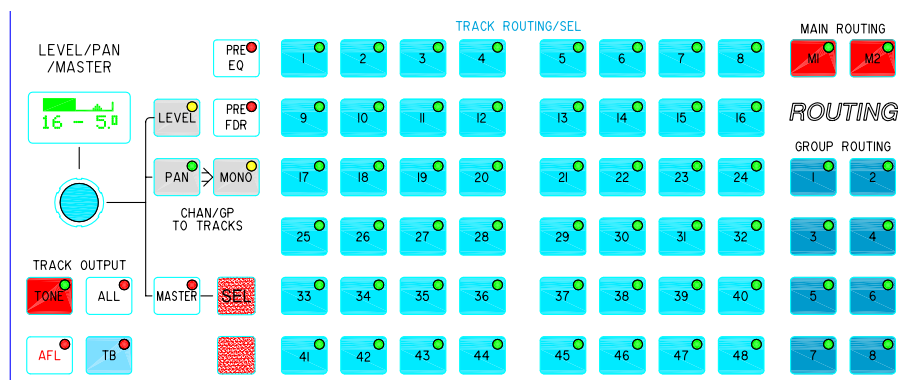 TRACK ROUTING/SEL
MAIN ROUTING
LEVEL/PAN
/MASTER
PRE
EQ
1 2 3 4 5 6 7 8
M1 M2
16 - 5.0
LEVEL
PRE
FDR
9 10 11 12 13 14 15 16
ROUTING
GROUP ROUTING
PAN MONO
17 18 19 20 21 22 23 24
1 2
CHAN/GP
TO TRACKS
25 26 27 28 29 30 31 32
3 4
TRACK OUTPUT
TONE ALL MASTER SEL
33 34 35 36 37 38 39 40
5 6
AFL TB
41 42 43 44 45 46 47 48
7 8